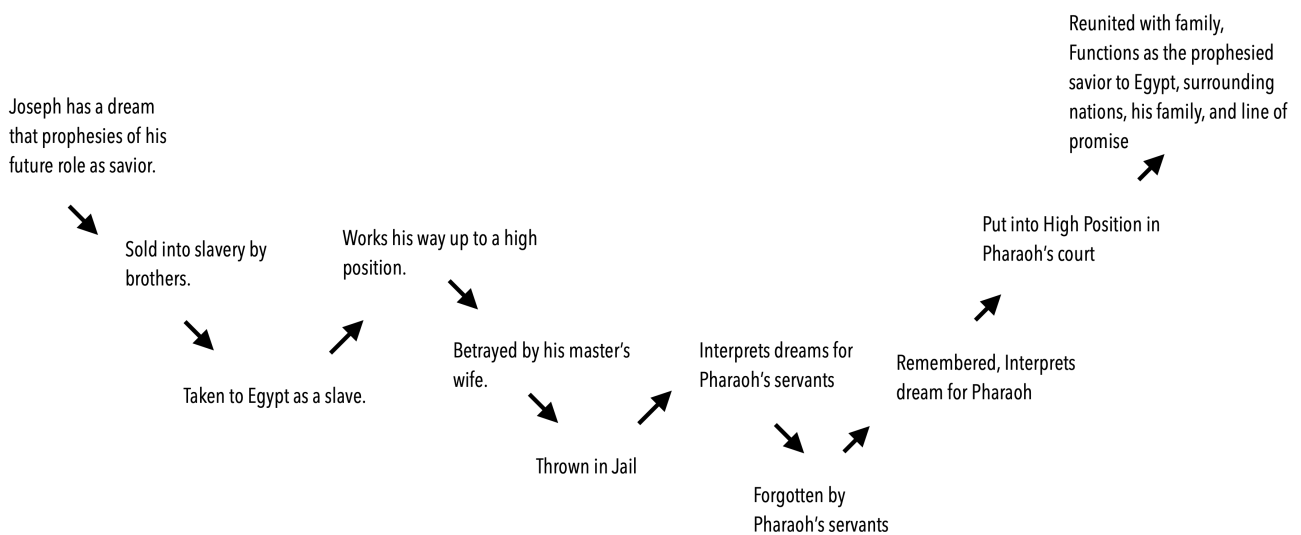 Joseph has a dream
that prophesies of his
future role as savior.
Sold into slavery by
brothers.
Taken to Egypt as a slave.
Works his way up to a high
position.
Betrayed by his master’s
wife.
Thrown in Jail
Interprets dreams for
Pharaoh’s servants
Forgotten by
Pharaoh’s servants
Remembered, Interprets
dream for Pharaoh
Put into High Position in
Pharaoh’s court
Reunited with family,
Functions as the prophesied
savior to Egypt, surrounding
nations, his family, and line of
promise